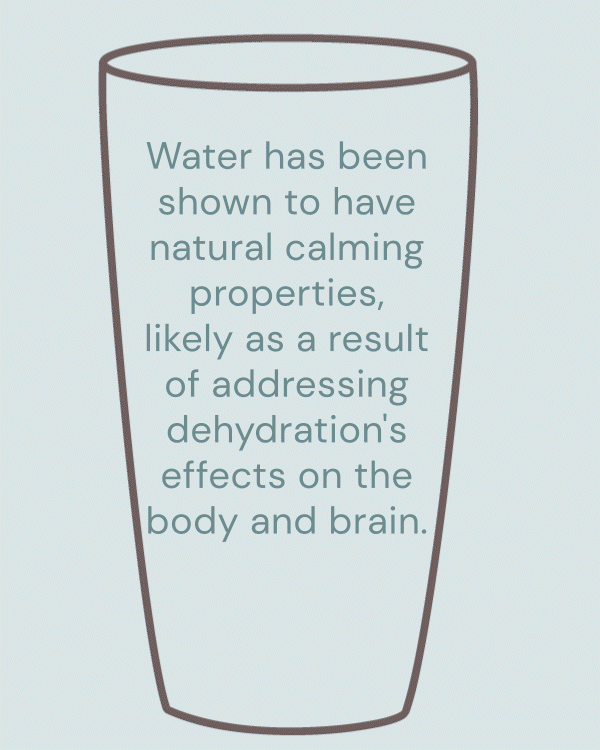 Water has been
shown to have
natural calming
properties,
likely as a result
of addressing
dehydration's
effects on the
body and brain.